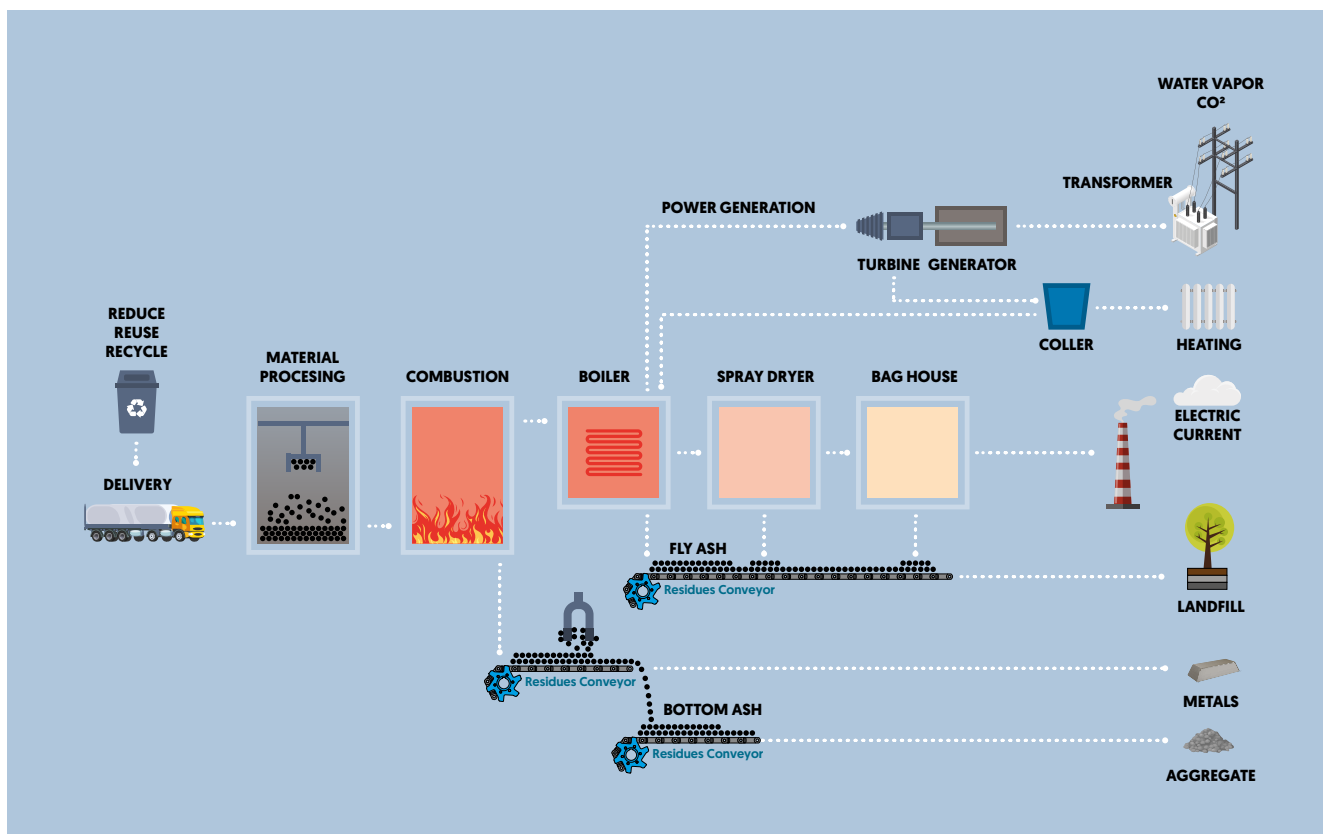 WATER VAPOR
CO²
TRANSFORMER
POWER GENERATION
TURBINE GENERATOR
REDUCE
REUSE
RECYCLE
COLLER
HEATING
MATERIAL
PROCESING
COMBUSTION
BOILER
SPRAY DRYER
BAG HOUSE
ELECTRIC
CURRENT
DELIVERY
FLY ASH
Residues Conveyor
LANDFILL
Residues Conveyor
METALS
BOTTOM ASH
Residues Conveyor
AGGREGATE